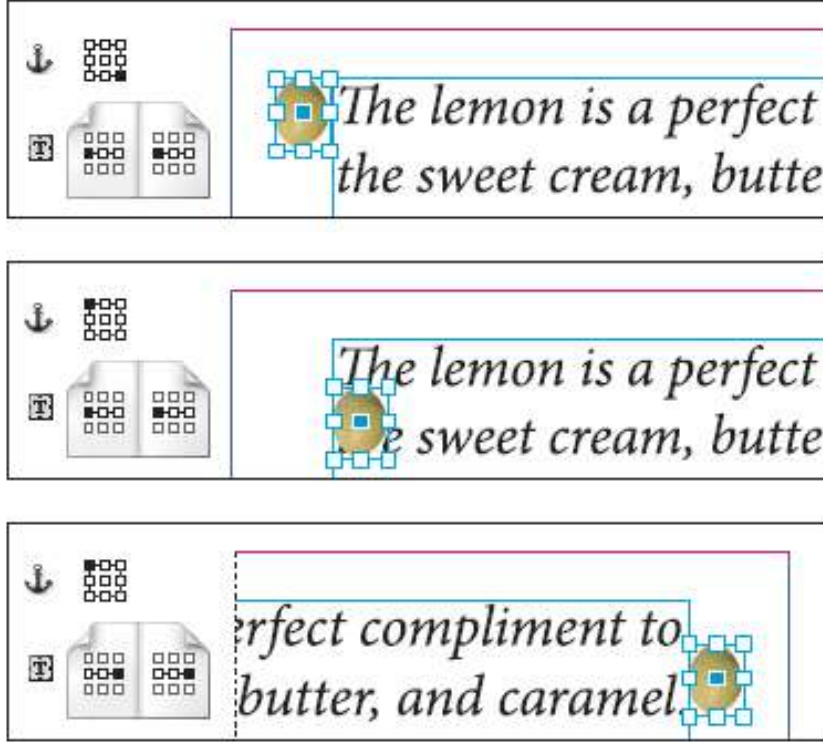 T
The lemon is a perfect
the sweet cream, butte
T
The lemon is a perfect
e sweet cream, butte
T
erfect compliment to
butter, and caramel.